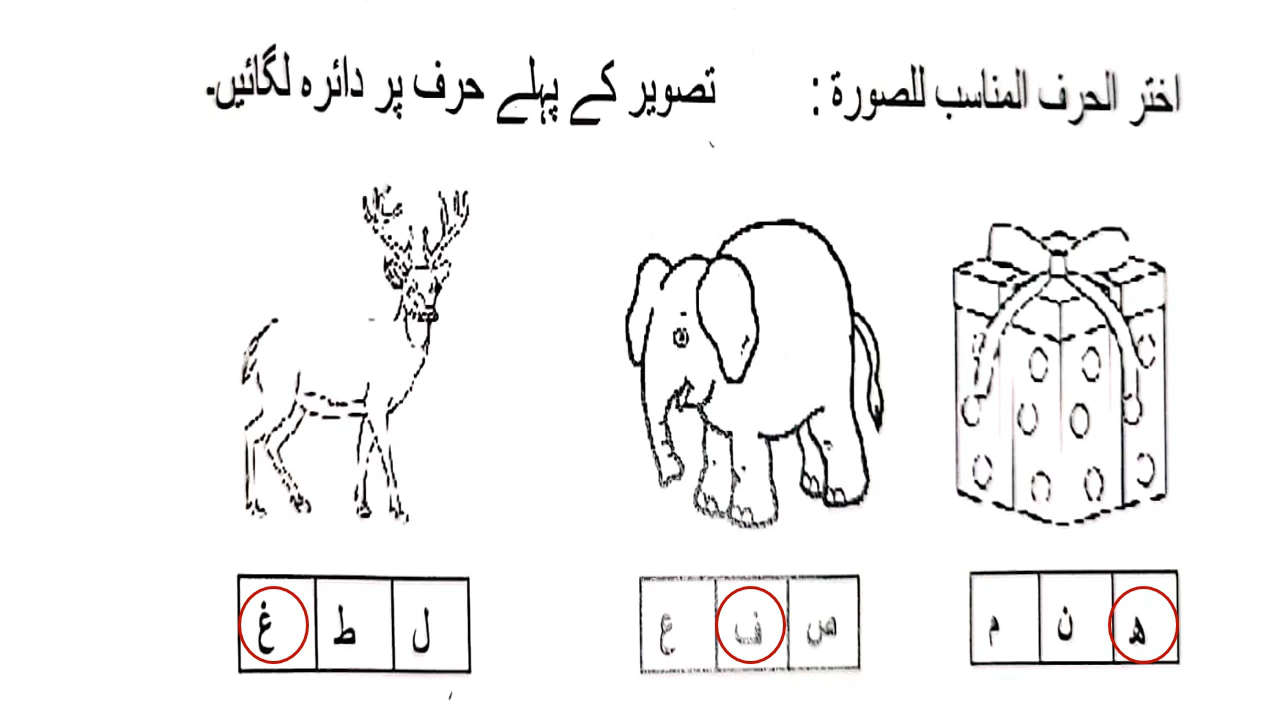 اختر الحرف المناسب للصورة : تصویر کے پہلے حرف پر دائرہ لگائیں۔
ھ ن م
ص ف ع
ل ط غ